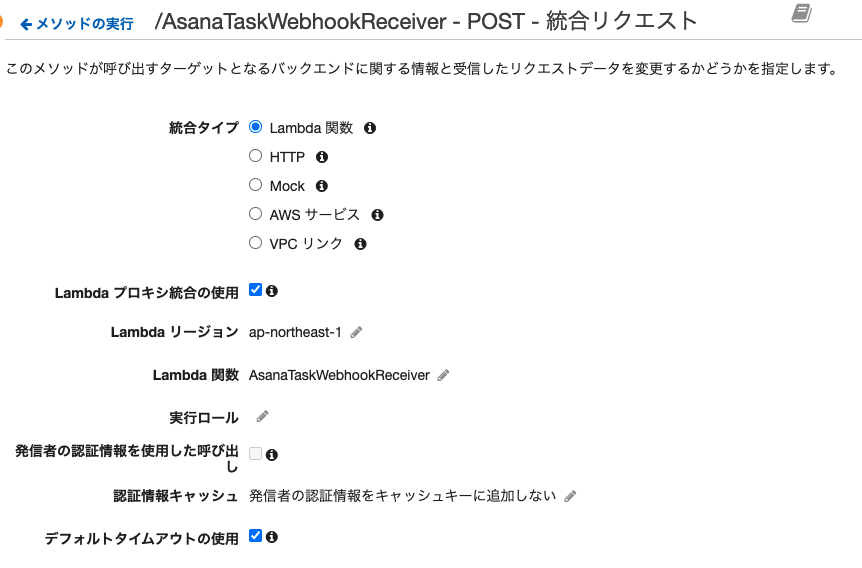 メソッドの実行 /AsanaTaskWebhookReceiver - POST - 統合リクエスト
このメソッドが呼び出すターゲットとなるバックエンドに関する情報と受信したリクエストデータを変更するかどうかを指定します。
統合タイプ Lambda 関数
HTTP
Mock
AWS サービス
VPC リンク
Lambda プロキシ統合の使用
Lambda リージョン ap-northeast-1
Lambda 関数 AsanaTaskWebhookReceiver
実行ロール
発信者の認証情報を使用した呼び出
し
認証情報キャッシュ 発信者の認証情報をキャッシュキーに追加しない
デフォルトタイムアウトの使用